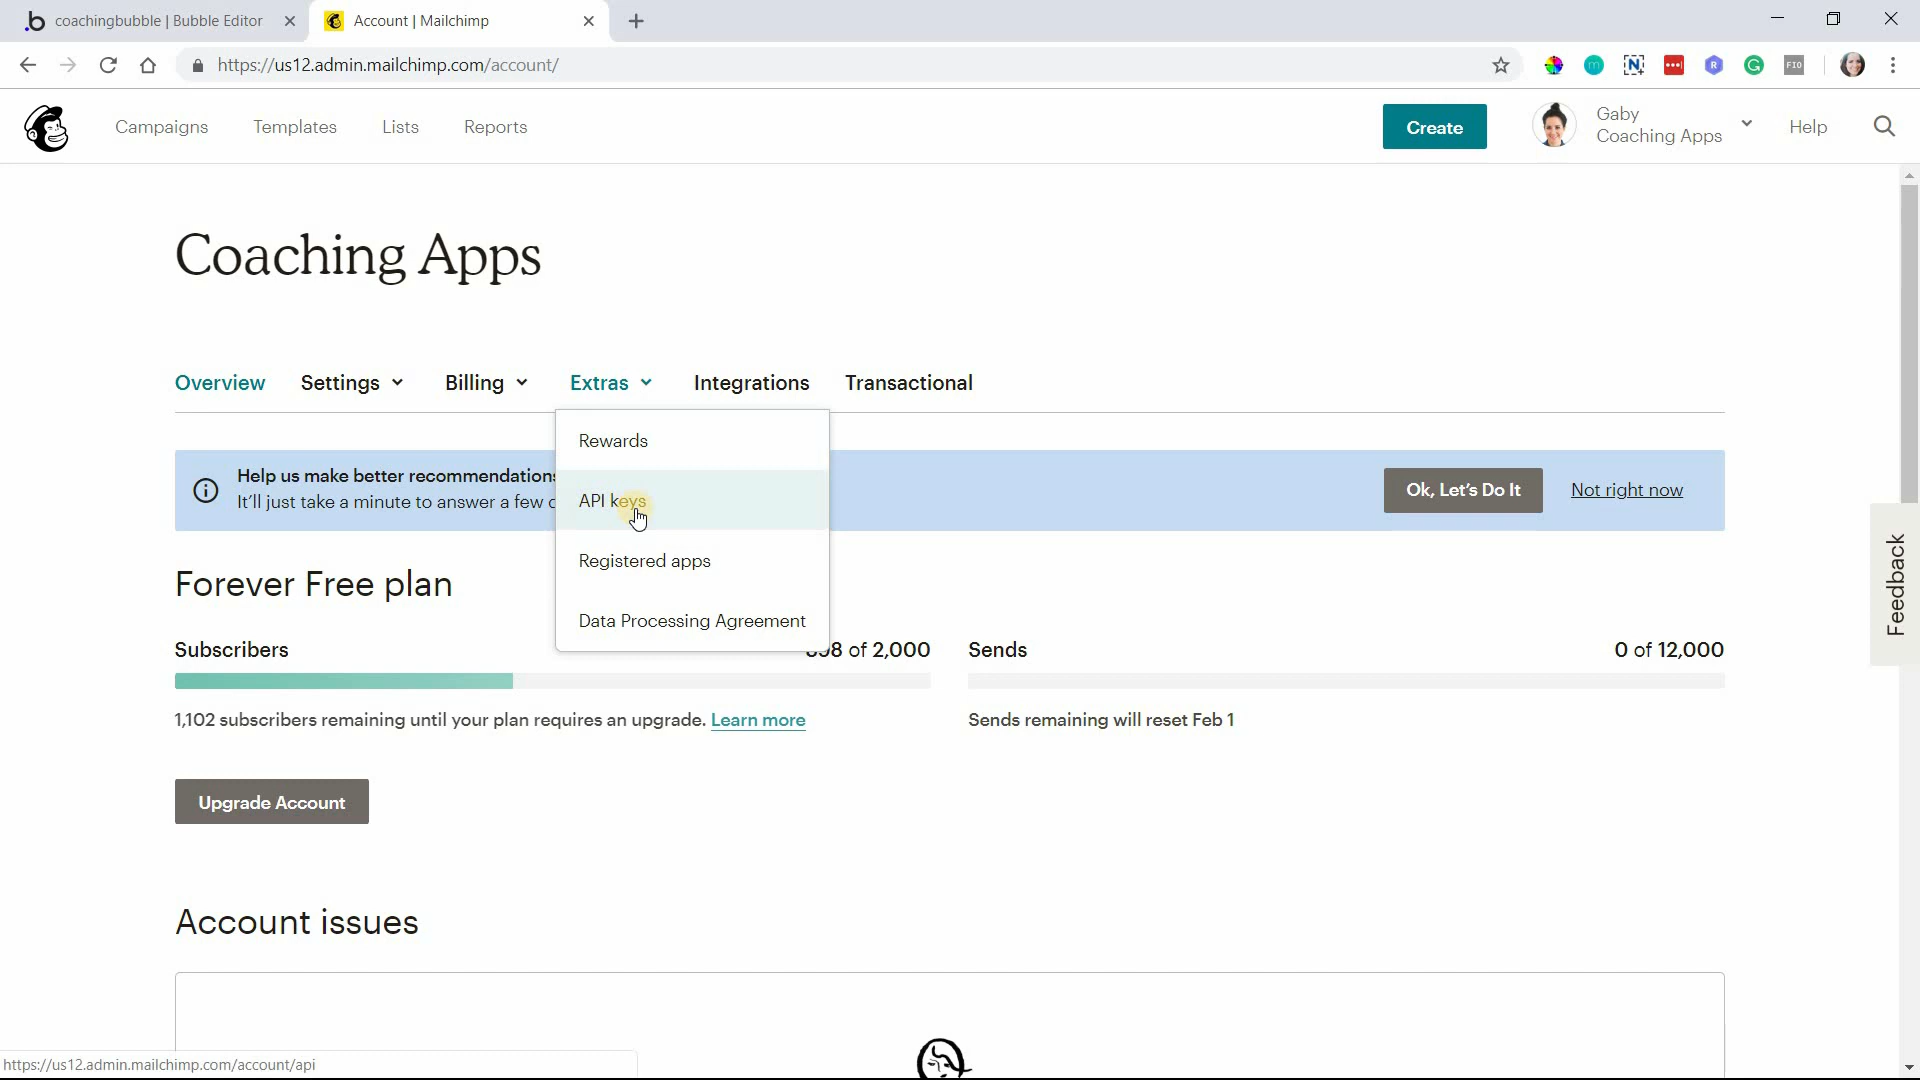 coachingbubble | Bubble Editor
Account | Mailchimp
https://us12.admin.mailchimp.com/account/
Campaigns
Templates
Lists
Reports
Create
Gaby
Coaching Apps
Help
Coaching Apps
Overview
Settings
Billing
Extras
Integrations
Transactional
Rewards
API keys
Registered apps
Data Processing Agreement
Help us make better recommendations
It'll just take a minute to answer a few
Ok, Let's Do It
Not right now
Feedback
Forever Free plan
Subscribers
of 2,000
1,102 subscribers remaining until your plan requires an upgrade. Learn more
Sends
0 of 12,000
Sends remaining will reset Feb 1
Upgrade Account
Account issues
https://us12.admin.mailchimp.com/account/api